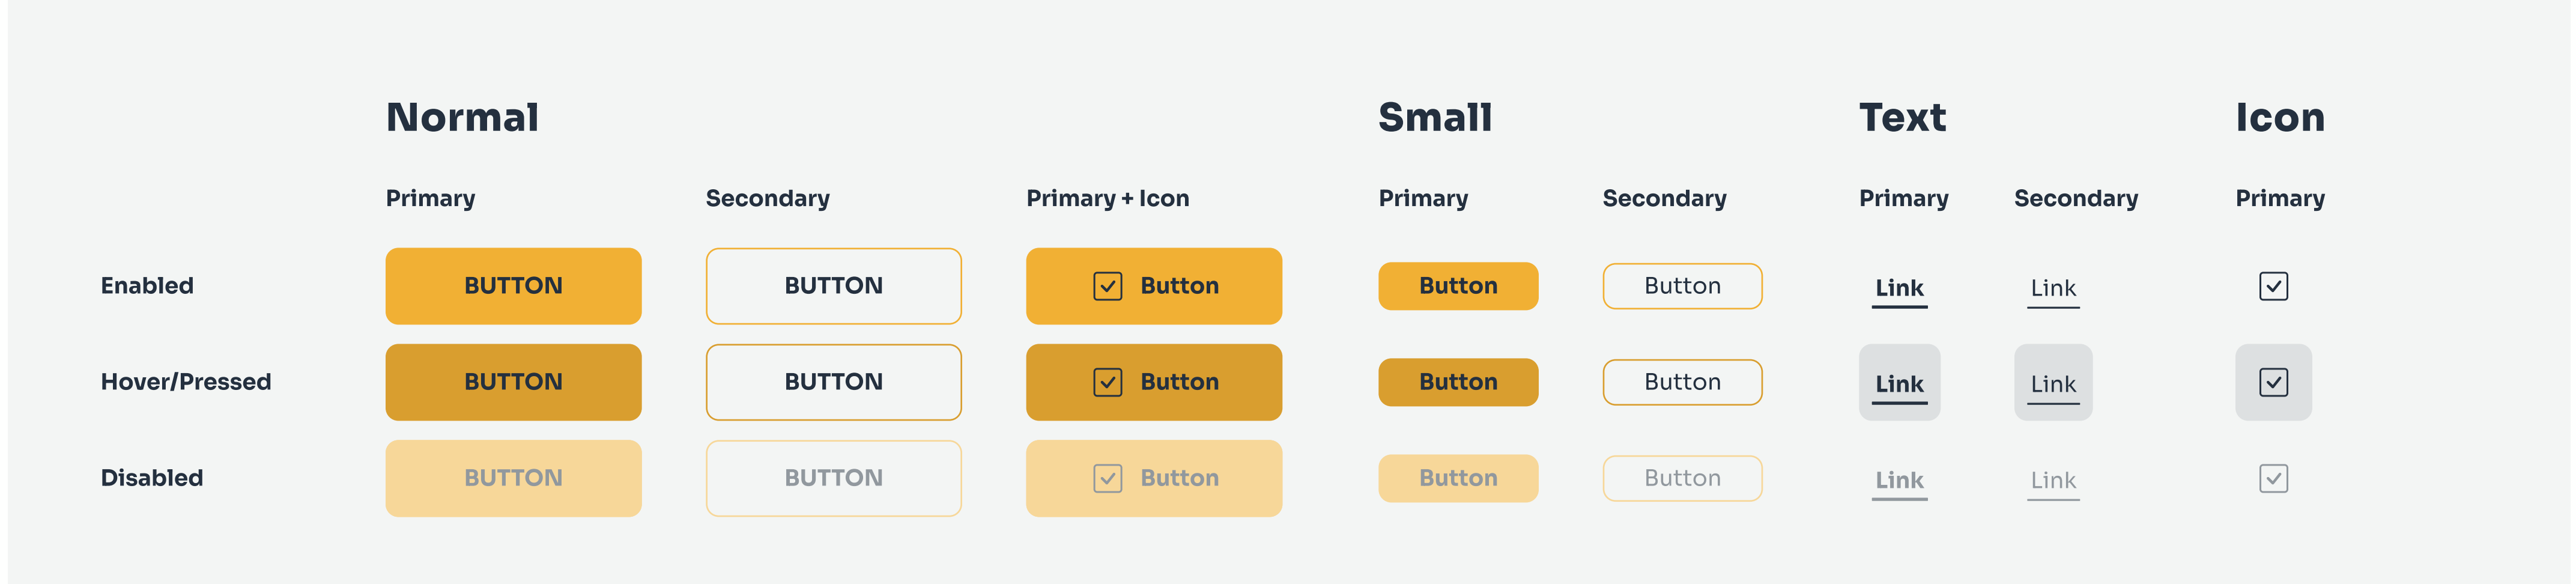 Normal Small Text Icon
Primary Secondary Primary + Icon Primary Secondary Primary Secondary Primary
Enabled BUTTON BUTTON Button Button Button Link Link
Hover/Pressed BUTTON BUTTON Button Button Button Link Link
Disabled BUTTON BUTTON Button Button Button Link Link